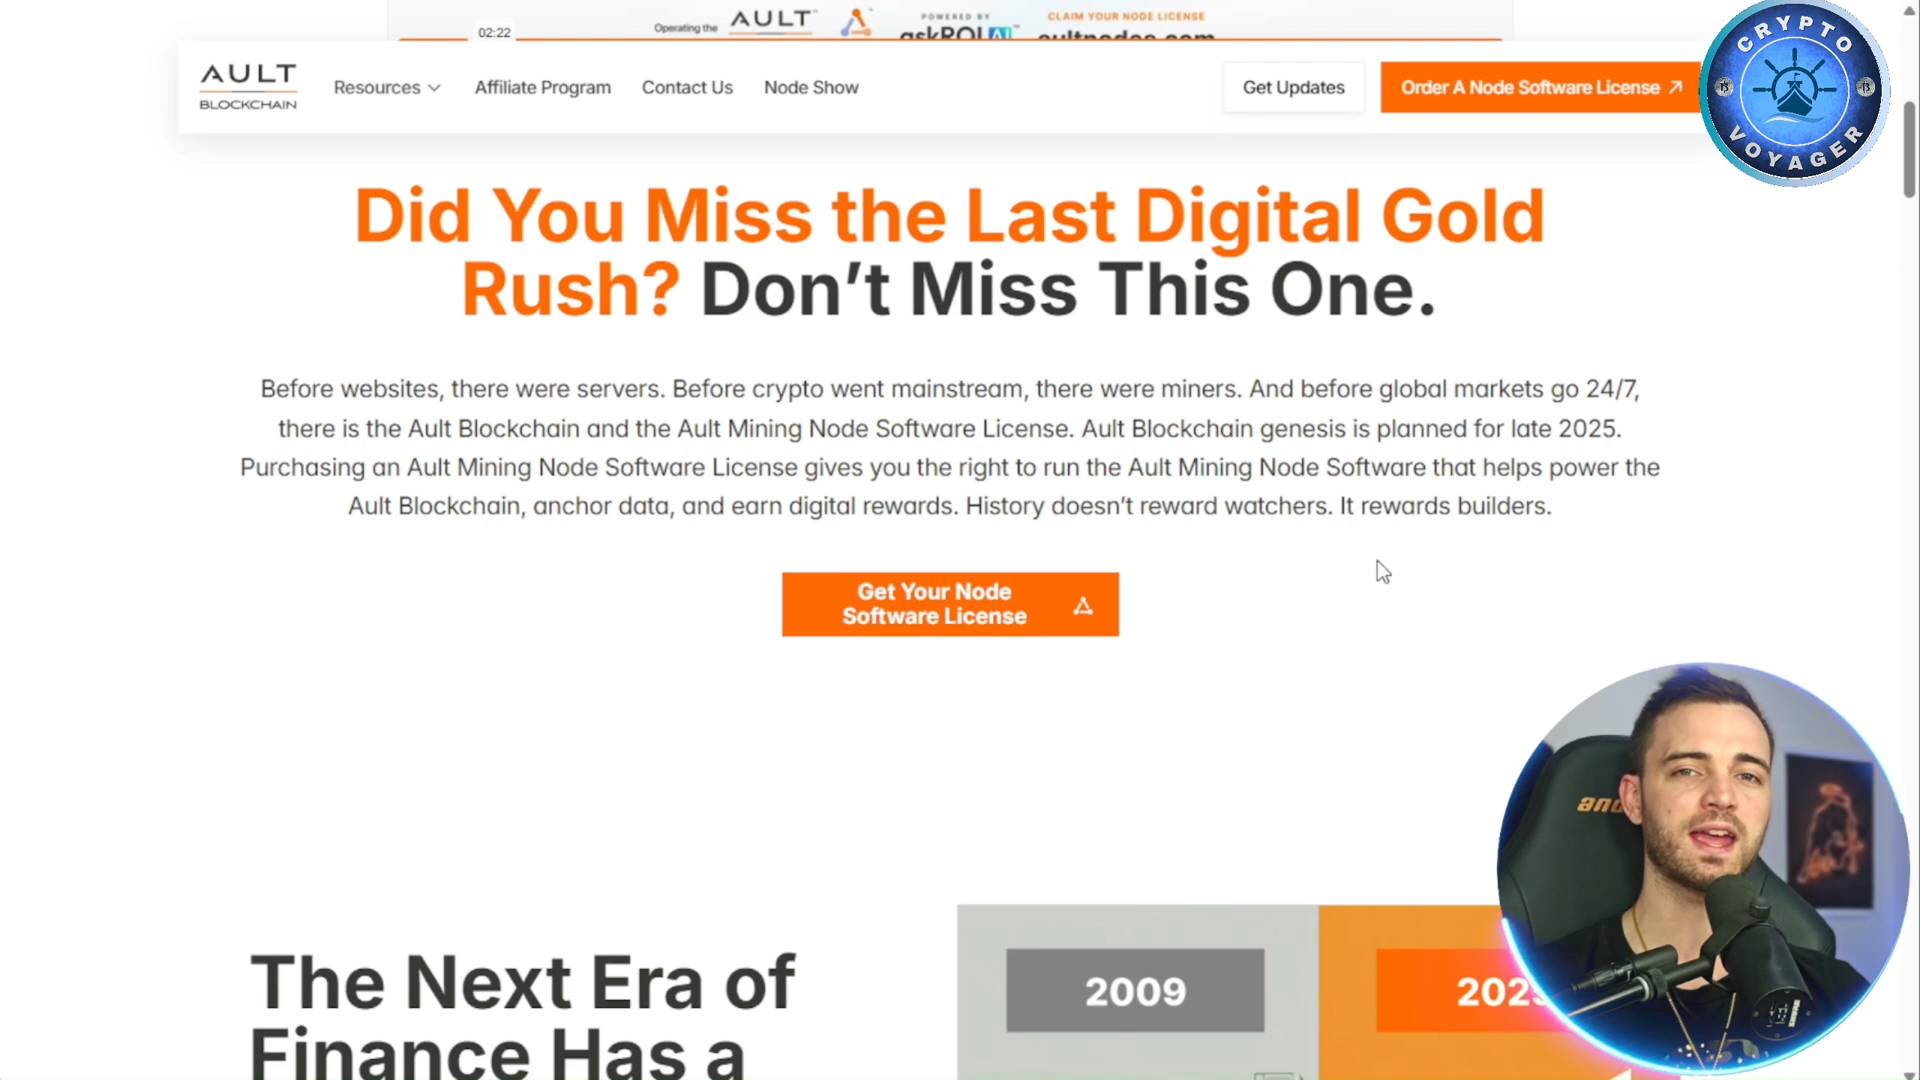 02:22
Operating the
AULT
POWERED BY
askROI AI
CLAIM YOUR NODE LICENSE
aultnodes.com
AULT
BLOCKCHAIN
Resources
Affiliate Program
Contact Us
Node Show
Get Updates
Order A Node Software License
CRYPTO
VOYAGER
Did You Miss the Last Digital Gold
Rush? Don't Miss This One.
Before websites, there were servers. Before crypto went mainstream, there were miners. And before global markets go 24/7,
there is the Ault Blockchain and the Ault Mining Node Software License. Ault Blockchain genesis is planned for late 2025.
Purchasing an Ault Mining Node Software License gives you the right to run the Ault Mining Node Software that helps power the
Ault Blockchain, anchor data, and earn digital rewards. History doesn't reward watchers. It rewards builders.
Get Your Node
Software License
The Next Era of
Finance Has a
2009